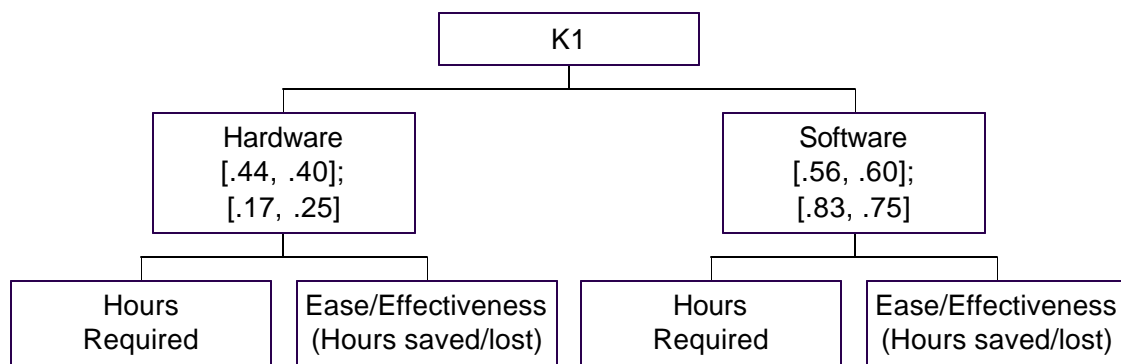 K1
Hardware
[.44, .40];
[.17, .25]
Software
[.56, .60];
[.83, .75]
Hours
Required
Ease/Effectiveness
(Hours saved/lost)
Hours
Required
Ease/Effectiveness
(Hours saved/lost)